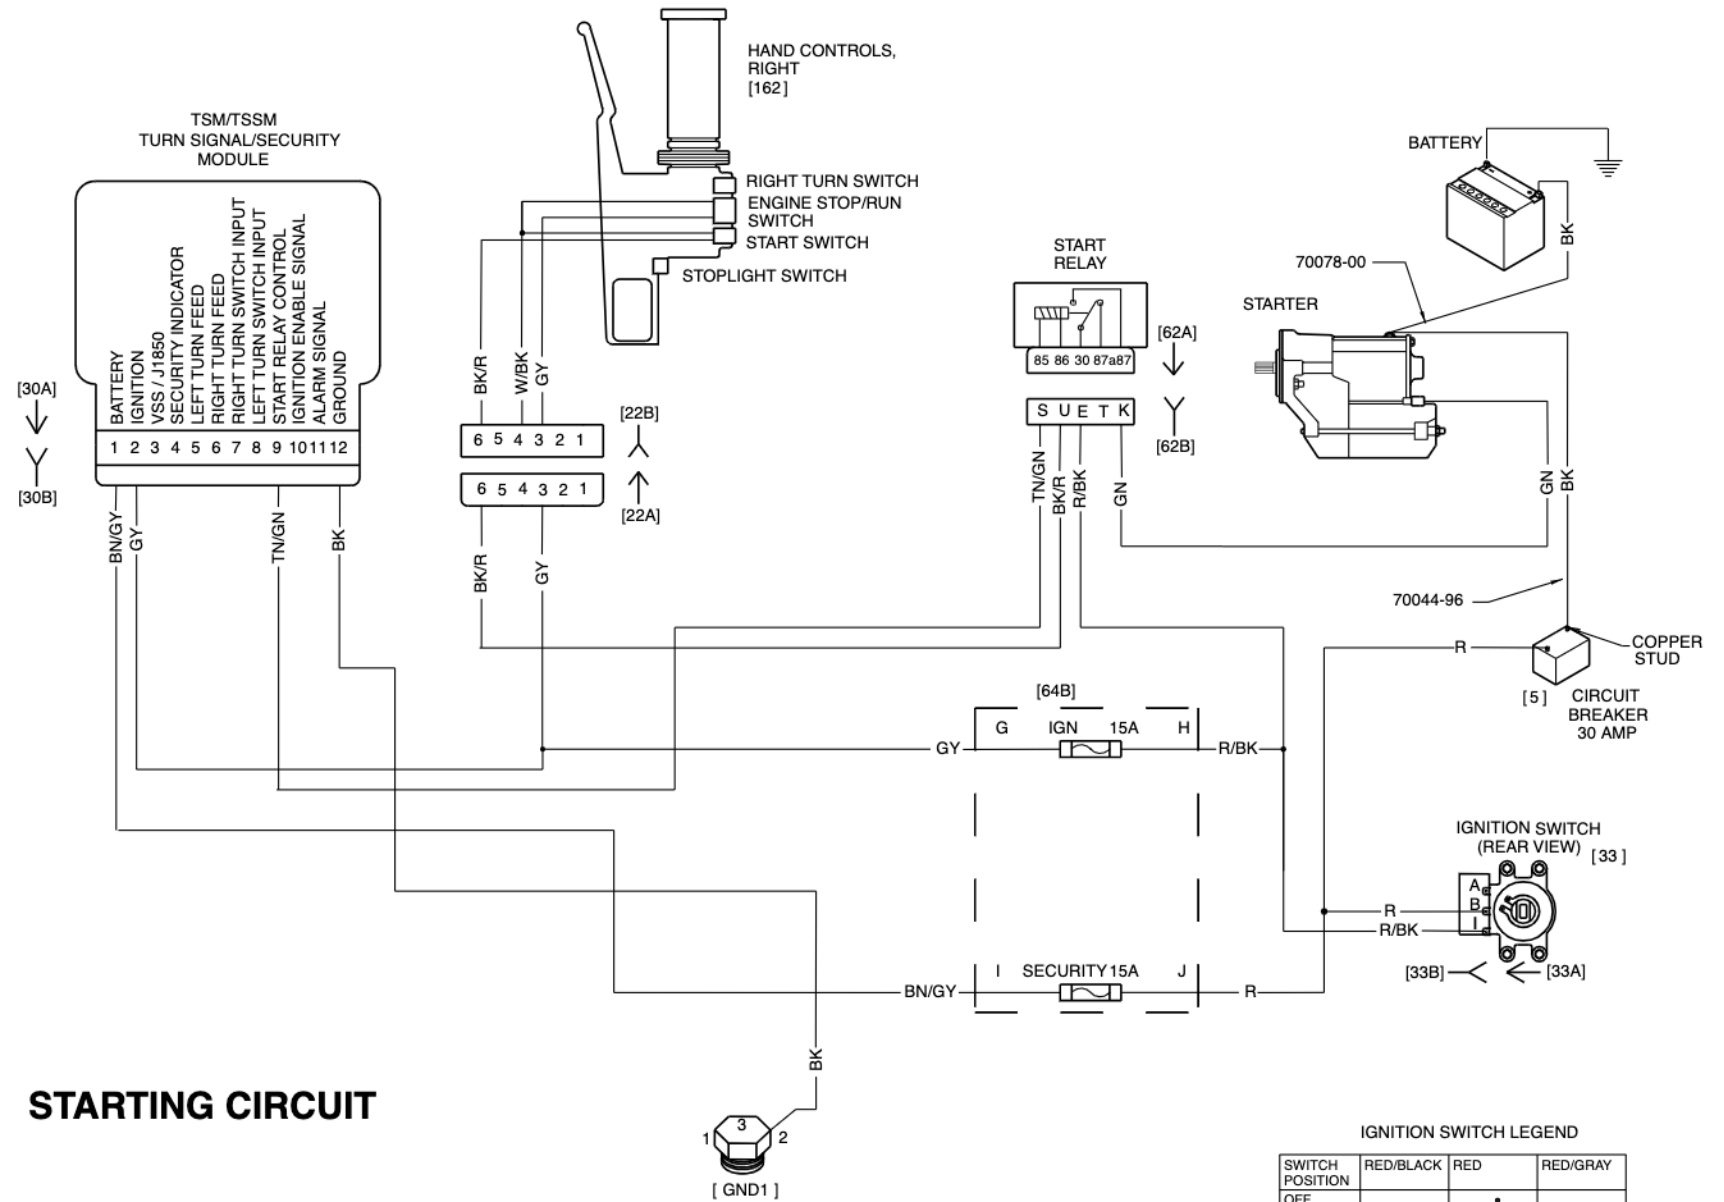 HAND CONTROLS,
RIGHT
[162]
TSM/TSSM
TURN SIGNAL/SECURITY
MODULE
BATTERY
RIGHT TURN SWITCH
ENGINE STOP/RUN
SWITCH
START SWITCH
STOPLIGHT SWITCH
START
RELAY
70078-00
BK
STARTER
[62A]
85 86 30 87a87
S U E T K
[62B]
BATTERY
IGNITION
VSS / J1850
SECURITY INDICATOR
LEFT TURN FEED
RIGHT TURN FEED
RIGHT TURN SWITCH INPUT
LEFT TURN SWITCH INPUT
START RELAY CONTROL
IGNITION ENABLE SIGNAL
ALARM SIGNAL
GROUND
[30A]
1 2 3 4 5 6 7 8 9 10 11 12
[30B]
BK/R
W/BK
GY
[22B]
6 5 4 3 2 1
6 5 4 3 2 1
[22A]
TN/GN
BK/R
R/BK
GN
GN
BK
BN/GY
GY
TN/GN
BK
BK/R
GY
70044-96
R
COPPER
STUD
[5]
CIRCUIT
BREAKER
30 AMP
[64B]
G IGN 15A H
GY
R/BK
IGNITION SWITCH
(REAR VIEW)
[33]
A
B
I
R
R/BK
[33B]
[33A]
I SECURITY 15A J
BN/GY
R
BK
STARTING CIRCUIT
1
3
2
[ GND1 ]
IGNITION SWITCH LEGEND
SWITCH POSITION RED/BLACK RED RED/GRAY
OFF